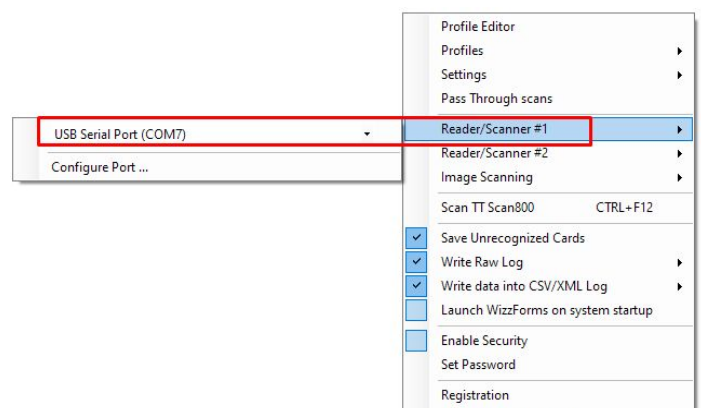 Profile Editor
Profiles
Settings
Pass Through scans
USB Serial Port (COM7)
Configure Port ...
Reader/Scanner #1
Reader/Scanner #2
Image Scanning
Scan TT Scan800 CTRL+F12
Save Unrecognized Cards
Write Raw Log
Write data into CSV/XML Log
Launch WizzForms on system startup
Enable Security
Set Password
Registration